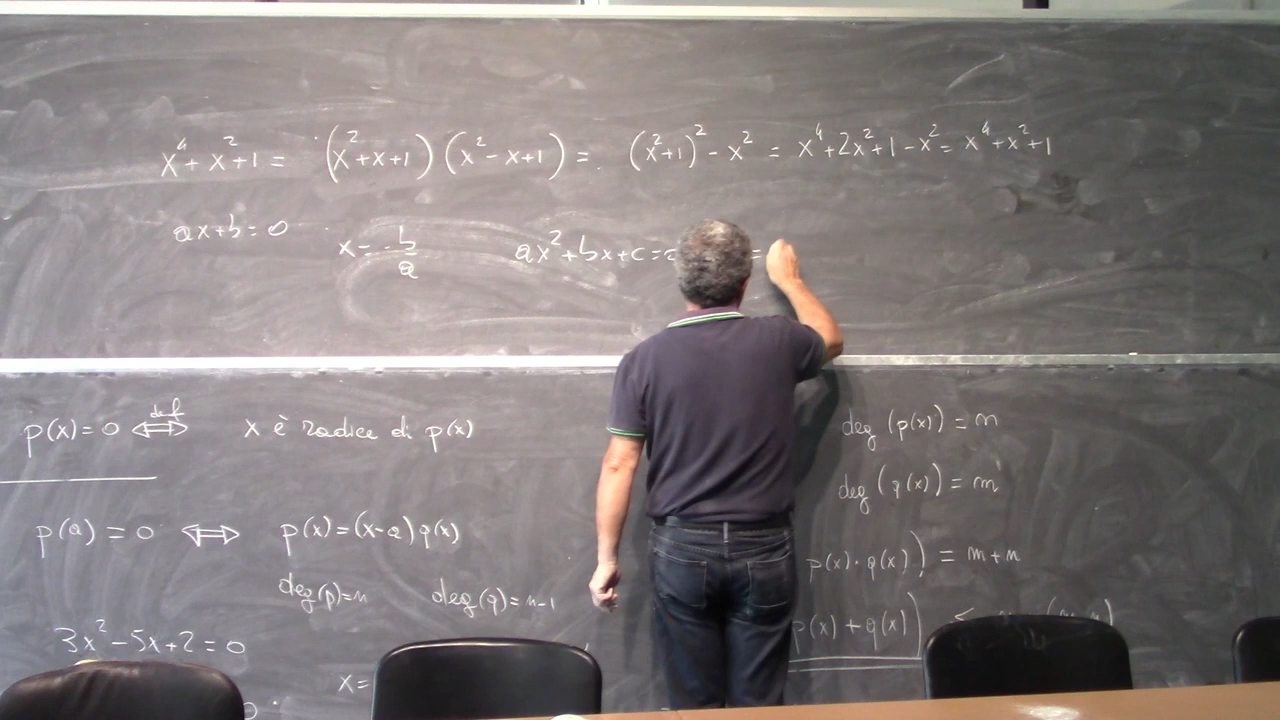 x⁴+x²+1 = (x²+x+1)(x²-x+1) = (x²+1)²-x² = x⁴+2x²+1-x² = x⁴+x²+1
ax+b=0 x=-b/a ax²+bx+c= =
p(x)=0 ⇔ def x è radice di p(x)
p(a)=0 ⇔ p(x)=(x-a)q(x)
deg(p)=n deg(q)=n-1
3x²-5x+2=0
x=
deg(p(x))=n
deg(q(x))=m
p(x)·q(x))=m+n
p(x)+q(x)) ≤